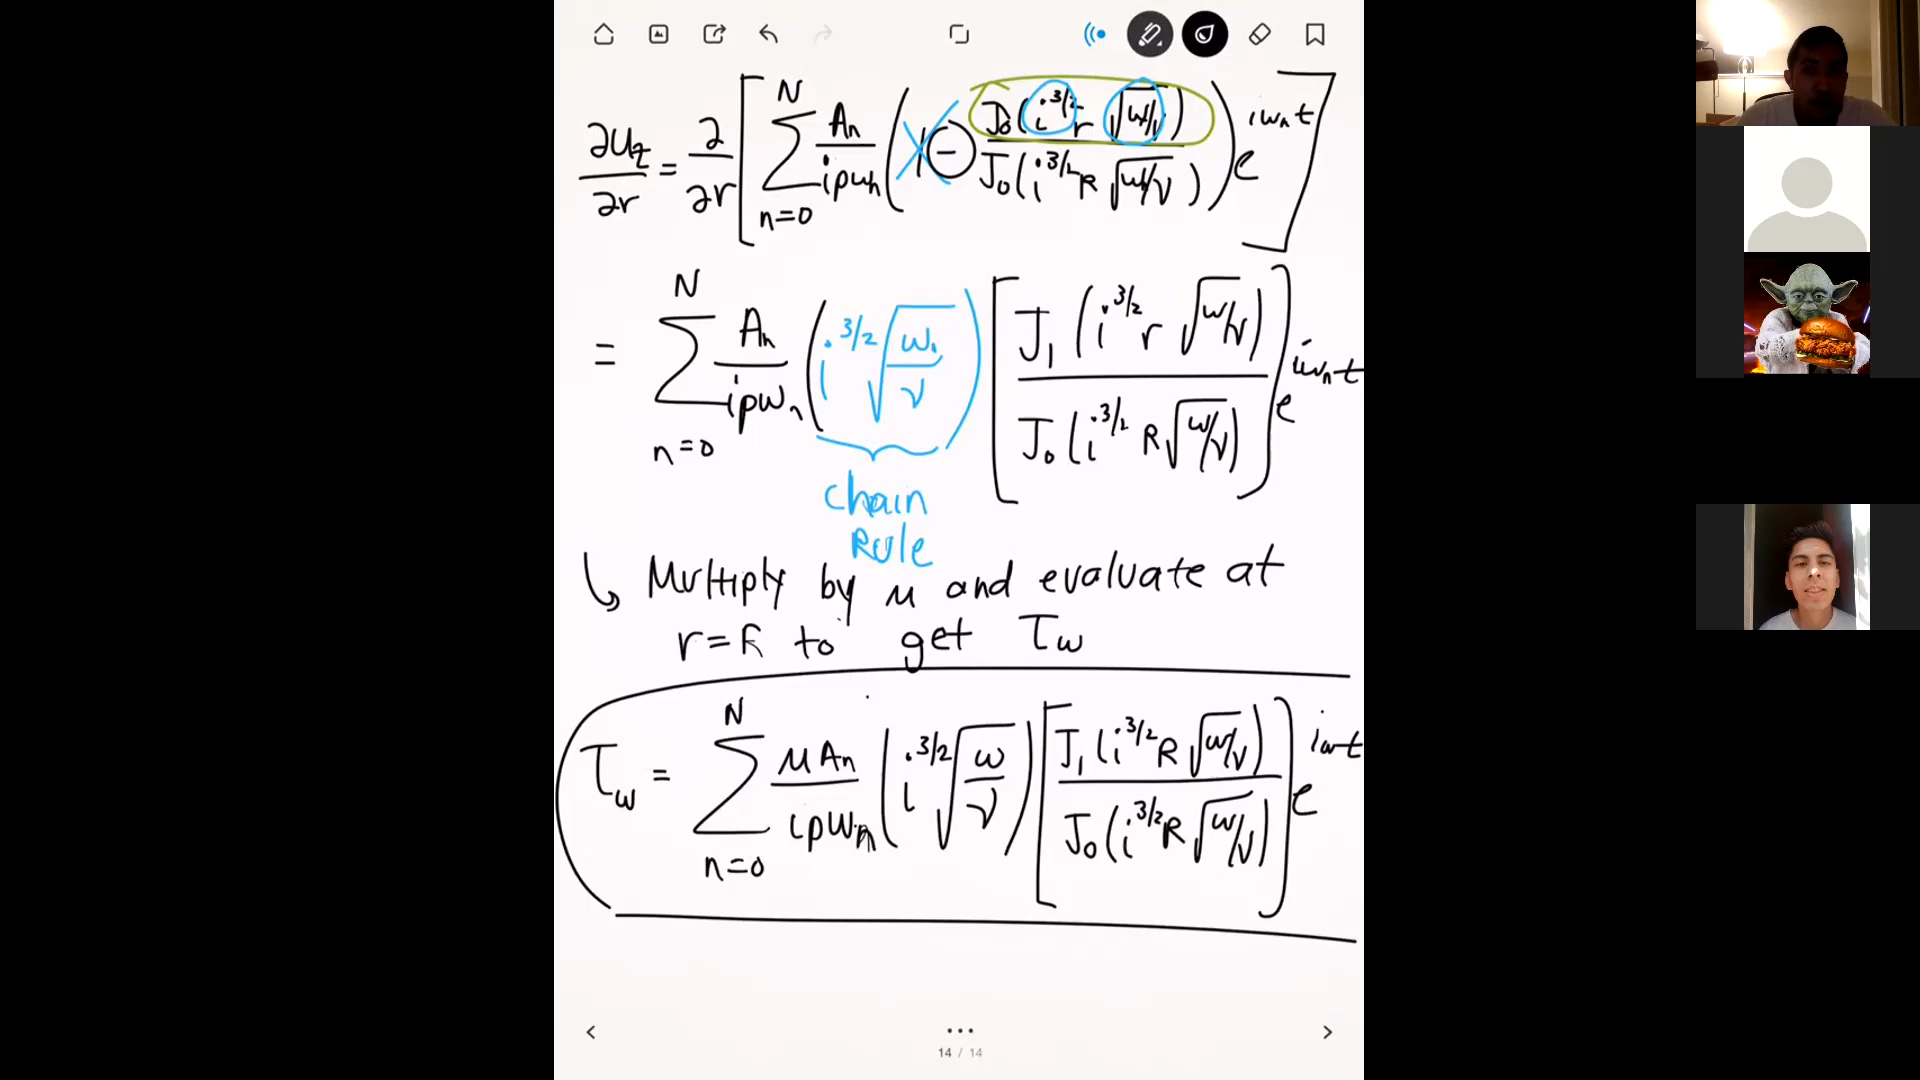 ∂u_z/∂r = ∂/∂r [ Σ_{n=0}^{N} A_n/(iρω_n) ( 1 - J_0(i^{3/2} r √(ω/ν)) / J_0(i^{3/2} R √(ω/ν)) ) e^{iω_n t} ]
= Σ_{n=0}^{N} A_n/(iρω_n) ( i^{3/2} √(ω_n/ν) ) [ J_1(i^{3/2} r √(ω/ν)) / J_0(i^{3/2} R √(ω/ν)) ] e^{iω_n t}
Chain
Rule
↳ Multiply by μ and evaluate at
r=R to get τ_w
τ_w = Σ_{n=0}^{N} μA_n/(iρω_n) ( i^{3/2} √(ω/ν) ) [ J_1(i^{3/2} R √(ω/ν)) / J_0(i^{3/2} R √(ω/ν)) ] e^{iωt}
14 / 14